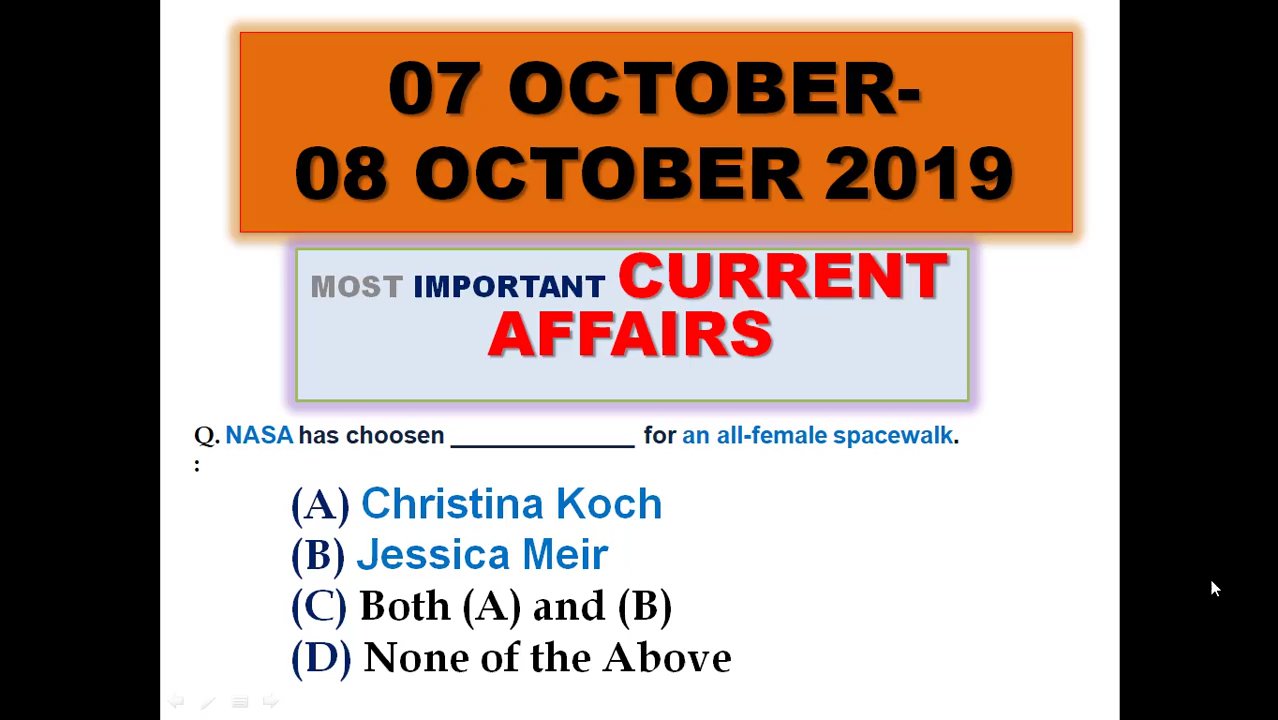 07 OCTOBER-
08 OCTOBER 2019
MOST IMPORTANT CURRENT
AFFAIRS
Q. NASA has choosen ______________ for an all-female spacewalk.
:
(A) Christina Koch
(B) Jessica Meir
(C) Both (A) and (B)
(D) None of the Above